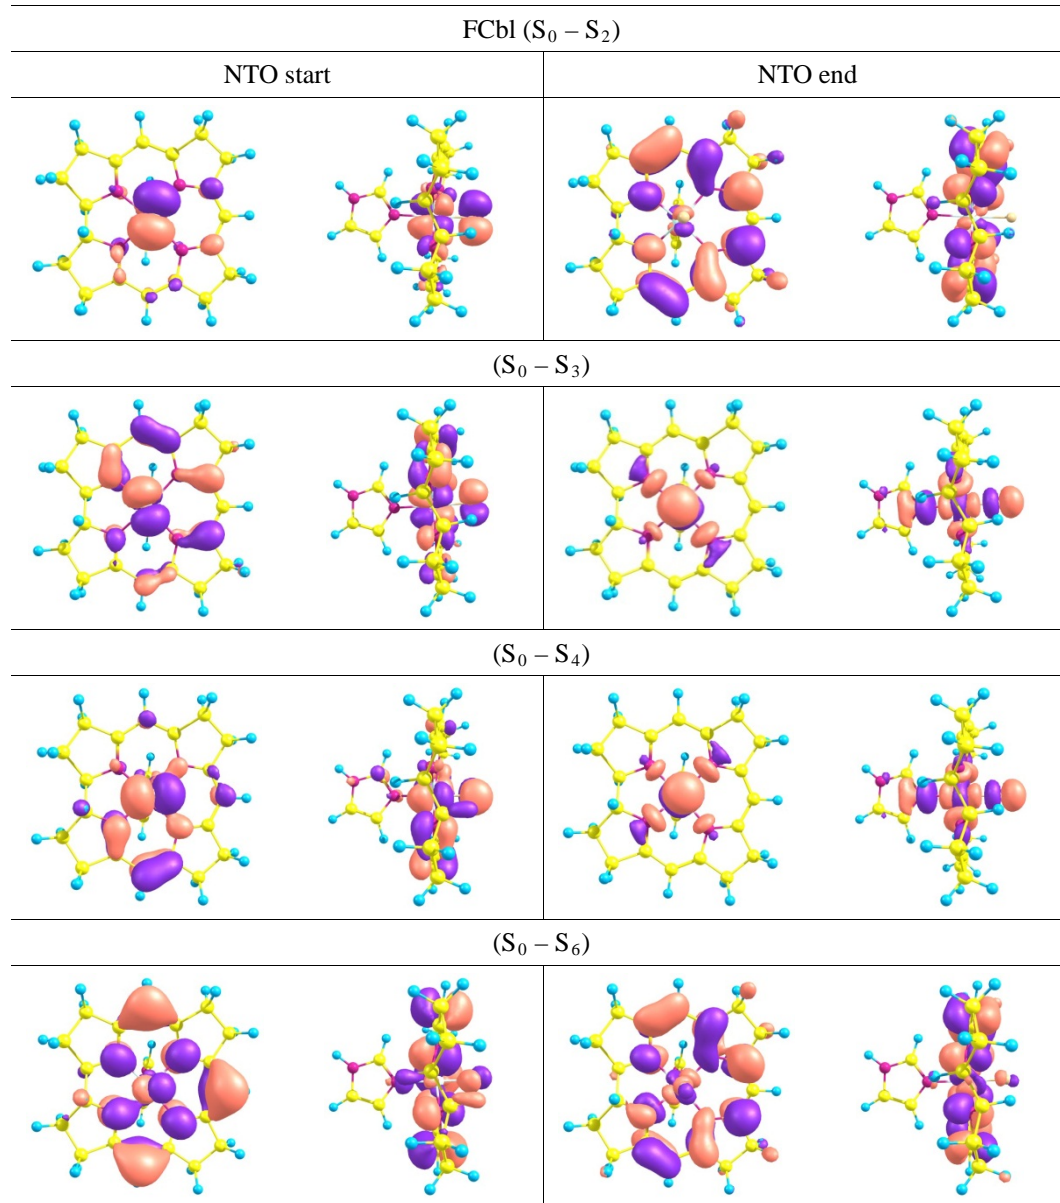 FCbl (S₀ – S₂)
NTO start
NTO end
(S₀ – S₃)
(S₀ – S₄)
(S₀ – S₆)